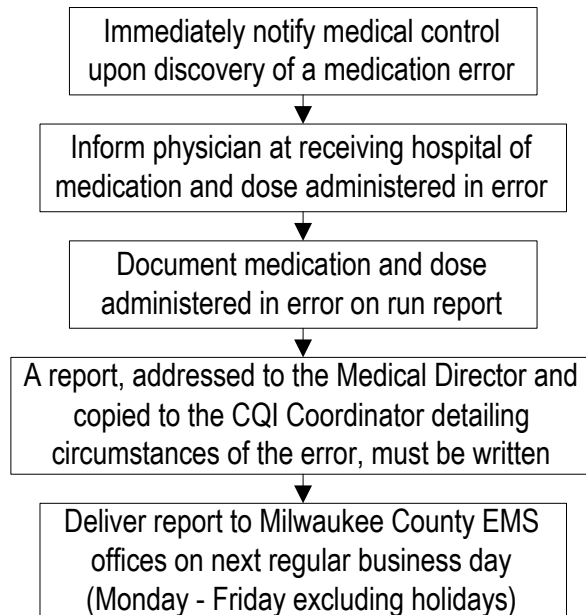 Immediately notify medical control
upon discovery of a medication error
Inform physician at receiving hospital of
medication and dose administered in error
Document medication and dose
administered in error on run report
A report, addressed to the Medical Director and
copied to the CQI Coordinator detailing
circumstances of the error, must be written
Deliver report to Milwaukee County EMS
offices on next regular business day
(Monday - Friday excluding holidays)